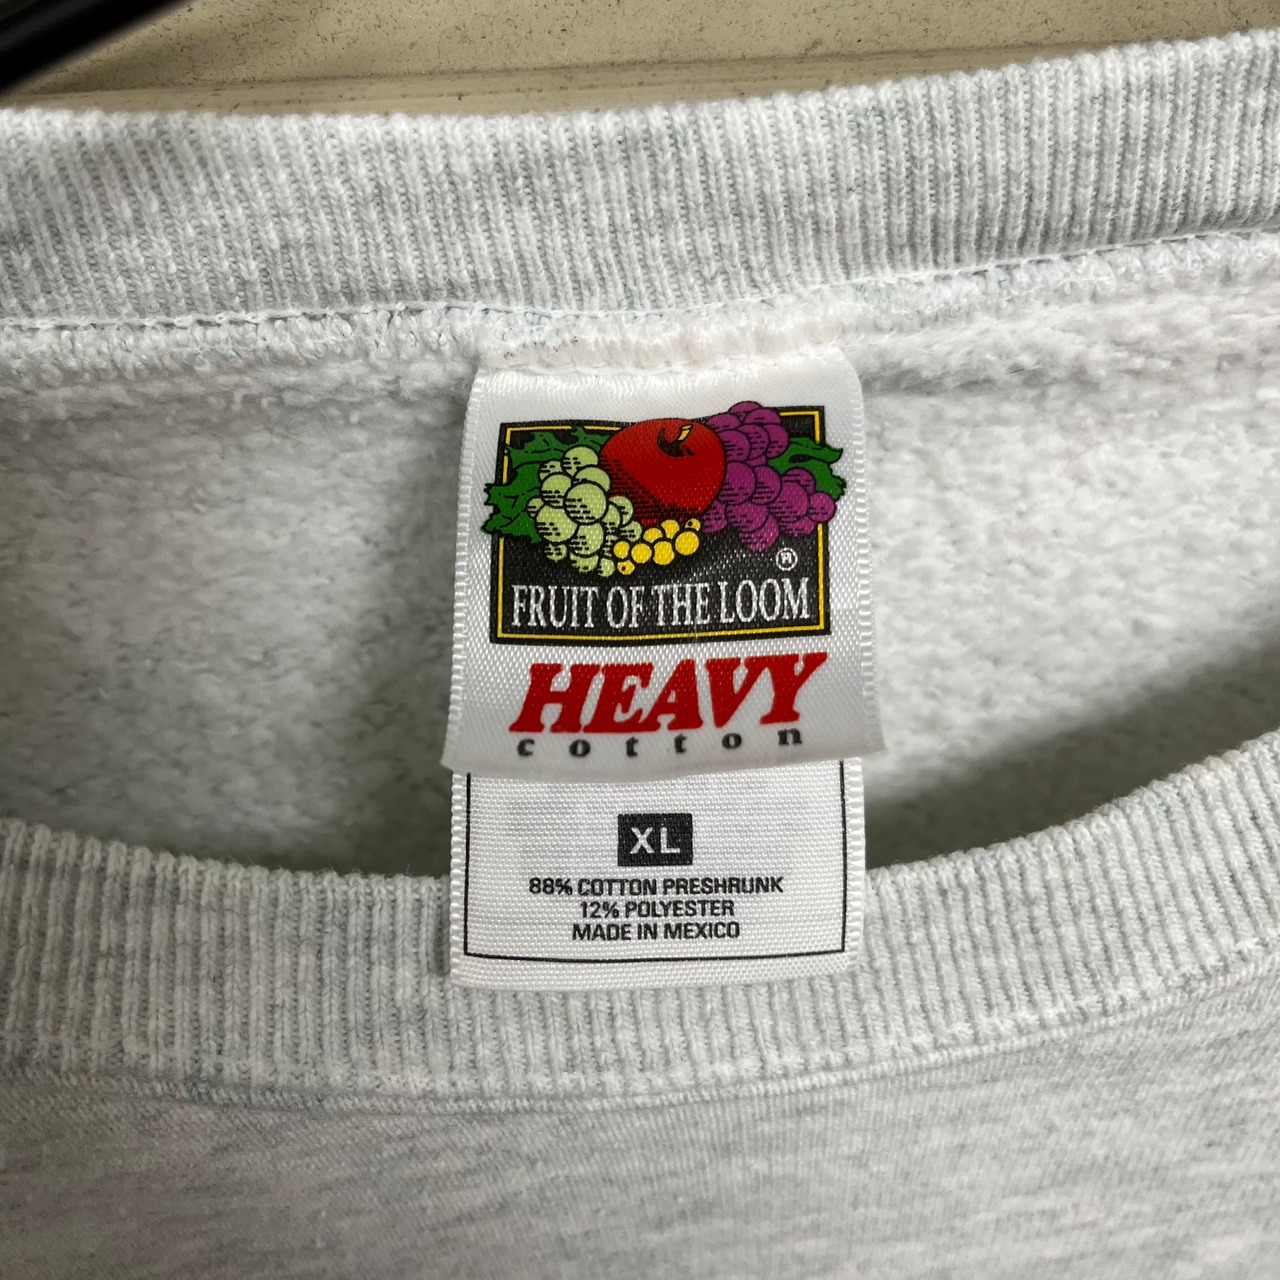 ®
FRUIT OF THE LOOM
HEAVY
cotton
XL
88% COTTON PRESHRUNK
12% POLYESTER
MADE IN MEXICO